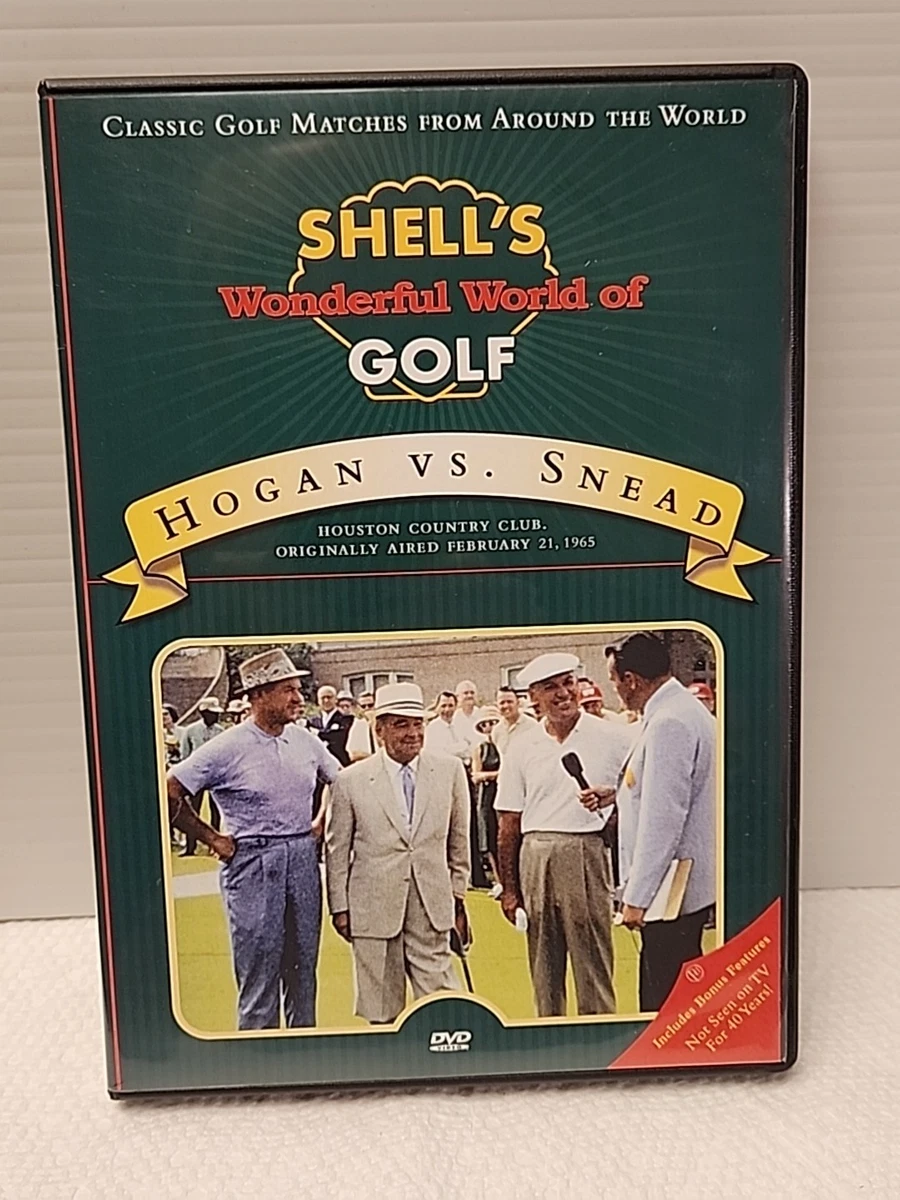 CLASSIC GOLF MATCHES FROM AROUND THE WORLD
SHELL'S
Wonderful World of
GOLF
HOGAN VS. SNEAD
HOUSTON COUNTRY CLUB.
ORIGINALLY AIRED FEBRUARY 21, 1965
Includes Bonus Features
Not Seen on TV
For 40 Years!
DVD
VIDEO